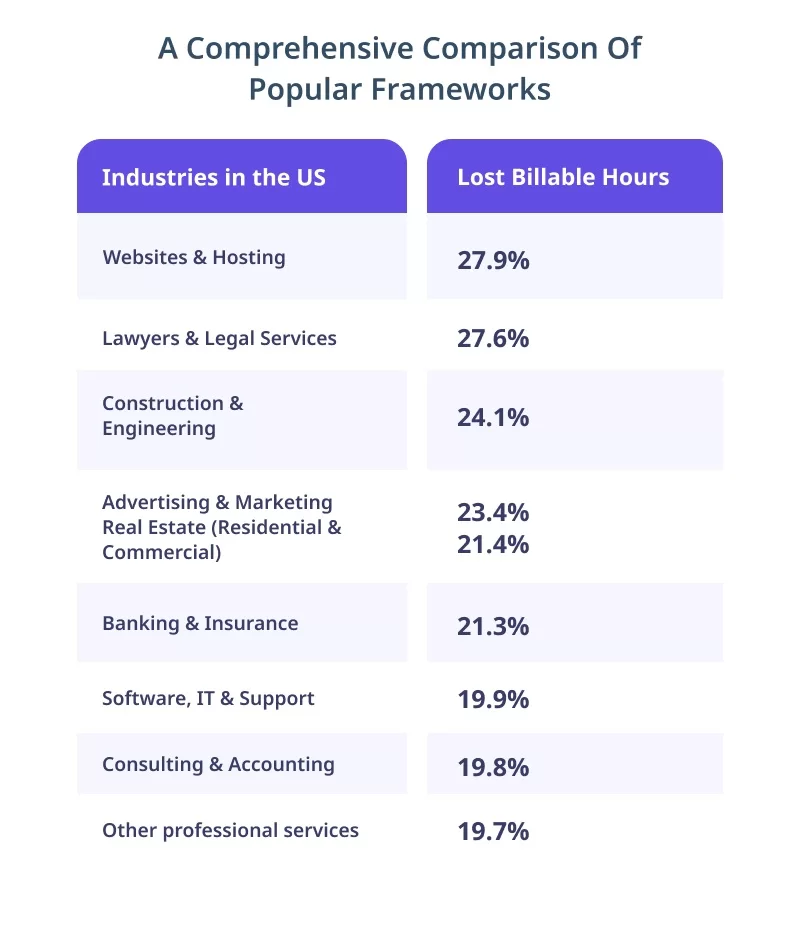 A Comprehensive Comparison Of
Popular Frameworks
Industries in the US
Lost Billable Hours
Websites & Hosting
27.9%
Lawyers & Legal Services
27.6%
Construction &
Engineering
24.1%
Advertising & Marketing
Real Estate (Residential &
Commercial)
23.4%
21.4%
Banking & Insurance
21.3%
Software, IT & Support
19.9%
Consulting & Accounting
19.8%
Other professional services
19.7%